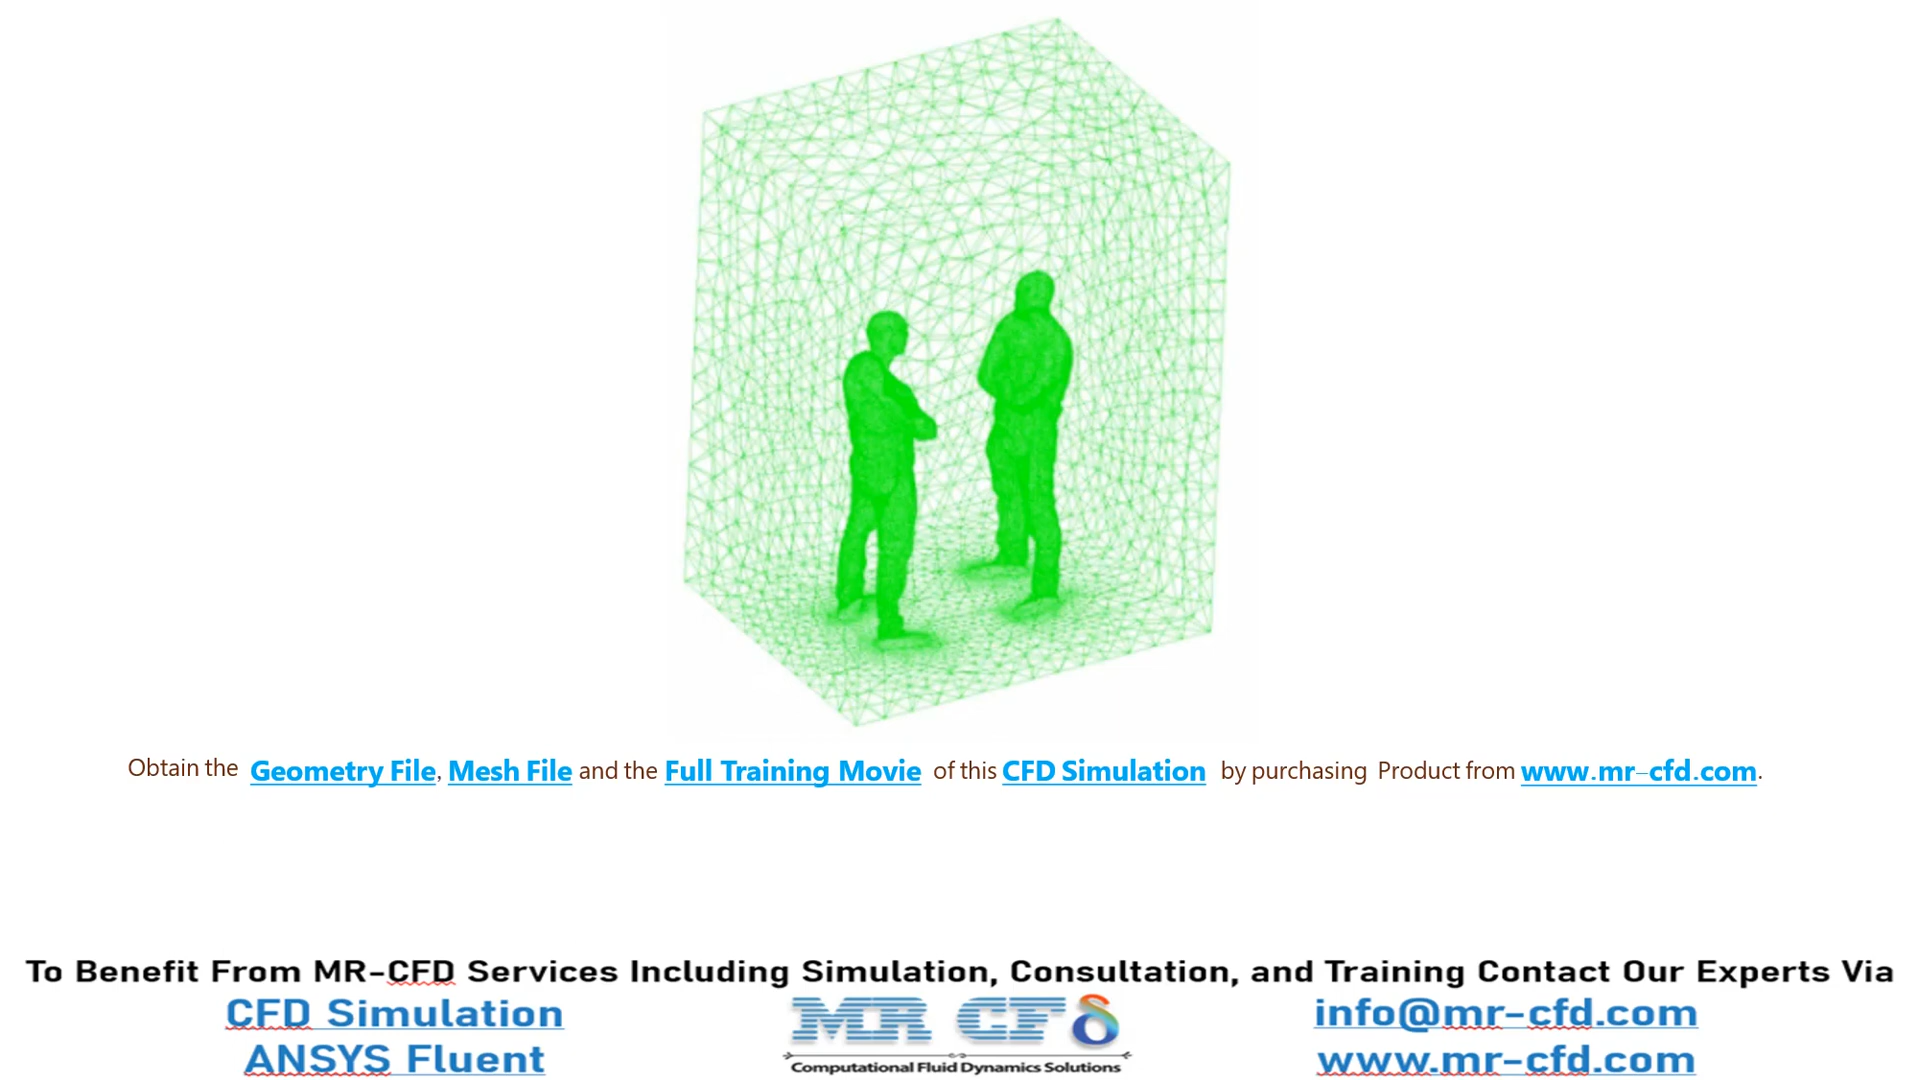 Obtain the Geometry File, Mesh File and the Full Training Movie of this CFD Simulation by purchasing Product from www.mr-cfd.com.
To Benefit From MR-CFD Services Including Simulation, Consultation, and Training Contact Our Experts Via
CFD Simulation
ANSYS Fluent
MR CFδ
Computational Fluid Dynamics Solutions
info@mr-cfd.com
www.mr-cfd.com